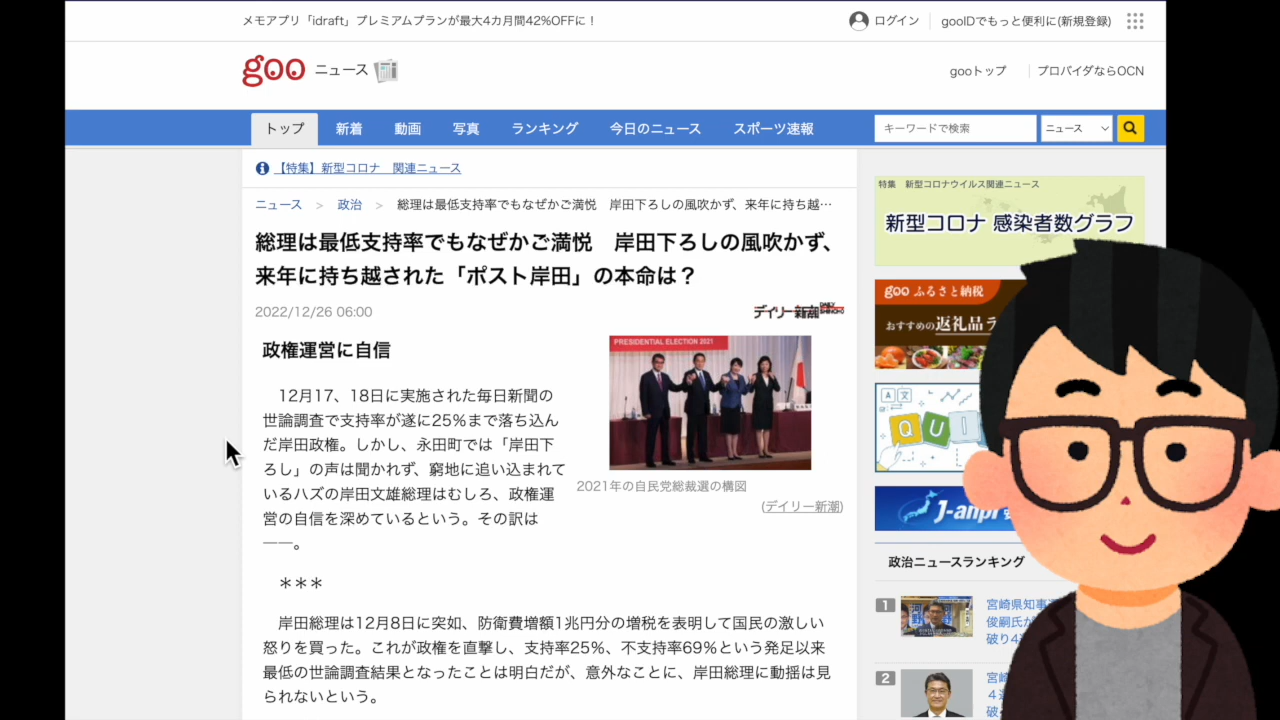 メモアプリ「idraft」プレミアムプランが最大4カ月間42%OFFに！
ログイン
gooIDでもっと便利に(新規登録)
goo ニュース
gooトップ
プロバイダならOCN
トップ 新着 動画 写真 ランキング 今日のニュース スポーツ速報
キーワードで検索
ニュース
【特集】新型コロナ　関連ニュース
ニュース > 政治 > 総理は最低支持率でもなぜかご満悦　岸田下ろしの風吹かず、来年に持ち越…
総理は最低支持率でもなぜかご満悦　岸田下ろしの風吹かず、
来年に持ち越された「ポスト岸田」の本命は？
2022/12/26 06:00
デイリー新潮
DAILY SHINCHO
政権運営に自信
PRESIDENTIAL ELECTION 2021
2021年の自民党総裁選の構図
(デイリー新潮)
　12月17、18日に実施された毎日新聞の
世論調査で支持率が遂に25％まで落ち込ん
だ岸田政権。しかし、永田町では「岸田下
ろし」の声は聞かれず、窮地に追い込まれて
いるハズの岸田文雄総理はむしろ、政権運
営の自信を深めているという。その訳は
――。
＊＊＊
　岸田総理は12月8日に突如、防衛費増額1兆円分の増税を表明して国民の激しい
怒りを買った。これが政権を直撃し、支持率25％、不支持率69％という発足以来
最低の世論調査結果となったことは明白だが、意外なことに、岸田総理に動揺は見
られないという。
特集　新型コロナウイルス関連ニュース
新型コロナ 感染者数グラフ
goo ふるさと納税
おすすめの返礼品ラ
A 文
QUI
J-anpi
政治ニュースランキング
1
宮崎県知事
俊嗣氏が
破り4
2
宮崎
４選
破